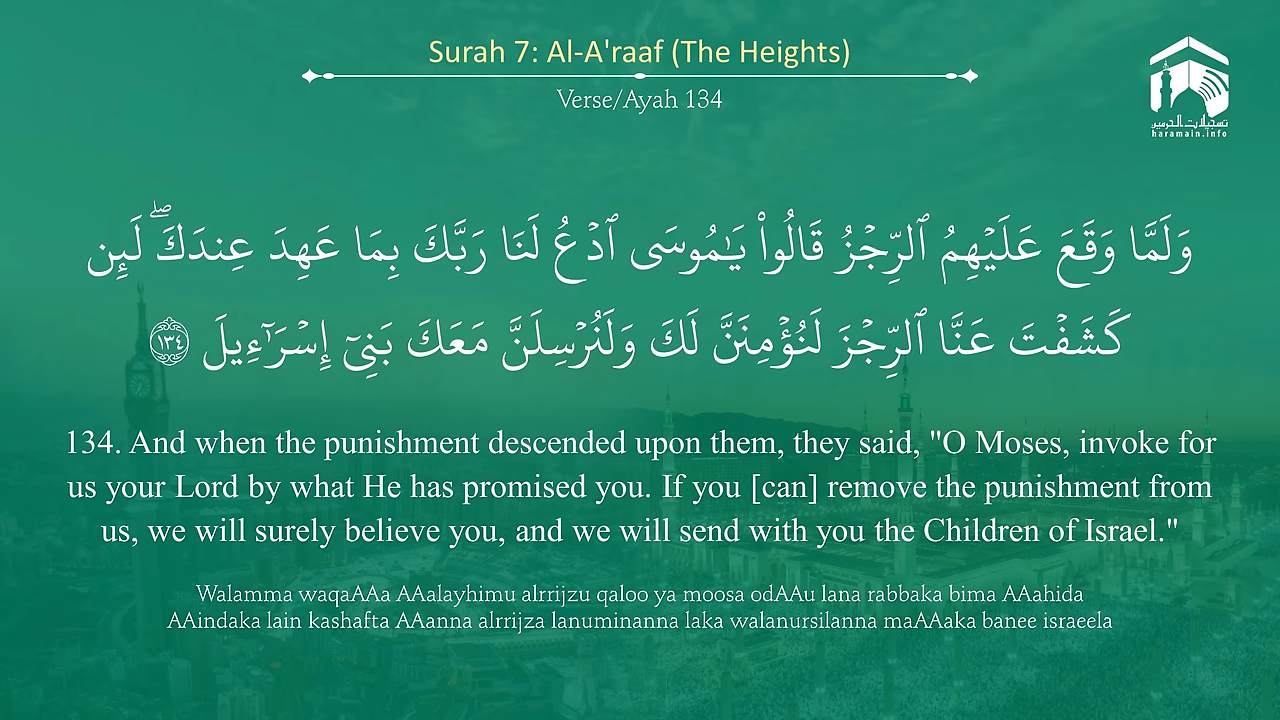 Surah 7: Al-A'raaf (The Heights)
Verse/Ayah 134
تسجيلات الحرمين
haramain.info
وَلَمَّا وَقَعَ عَلَيْهِمُ ٱلرِّجْزُ قَالُوا۟ يَـٰمُوسَى ٱدْعُ لَنَا رَبَّكَ بِمَا عَهِدَ عِندَكَ ۖ لَئِن
كَشَفْتَ عَنَّا ٱلرِّجْزَ لَنُؤْمِنَنَّ لَكَ وَلَنُرْسِلَنَّ مَعَكَ بَنِىٓ إِسْرَٰٓءِيلَ ١٣٤
134. And when the punishment descended upon them, they said, "O Moses, invoke for
us your Lord by what He has promised you. If you [can] remove the punishment from
us, we will surely believe you, and we will send with you the Children of Israel."
Walamma waqaAAa AAalayhimu alrrijzu qaloo ya moosa odAAu lana rabbaka bima AAahida
AAindaka lain kashafta AAanna alrrijza lanuminanna laka walanursilanna maAAaka banee israeela